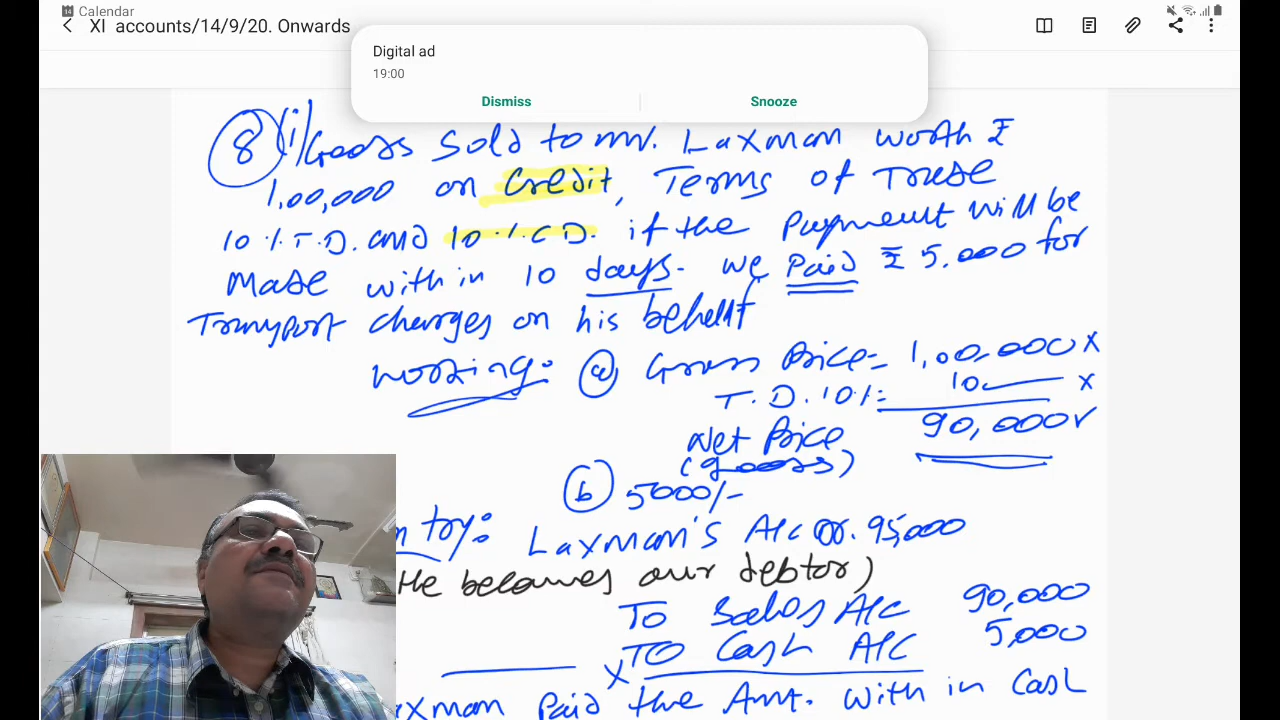 Calendar
XI accounts/14/9/20. Onwards
Digital ad
19:00
Dismiss Snooze
8 (i) Goods Sold to Mr. Laxman worth ₹
1,00,000 on Credit, Terms of Trade
10 % T.D. and 10 % C D. if the Payment will be
Made with in 10 days. we Paid ₹ 5,000 for
Transport charges on his behalf
working: a Gross Price = 1,00,000 x
T. D. 10% = 10 x
Net Price 90,000 ✓
(goods)
b 5000/-
ntry: Laxman's A/c Dr. 95,000
He becomes our debtor)
To Sales A/c 90,000
To Cash A/c 5,000
x
xman Paid the Amt. with in Cash